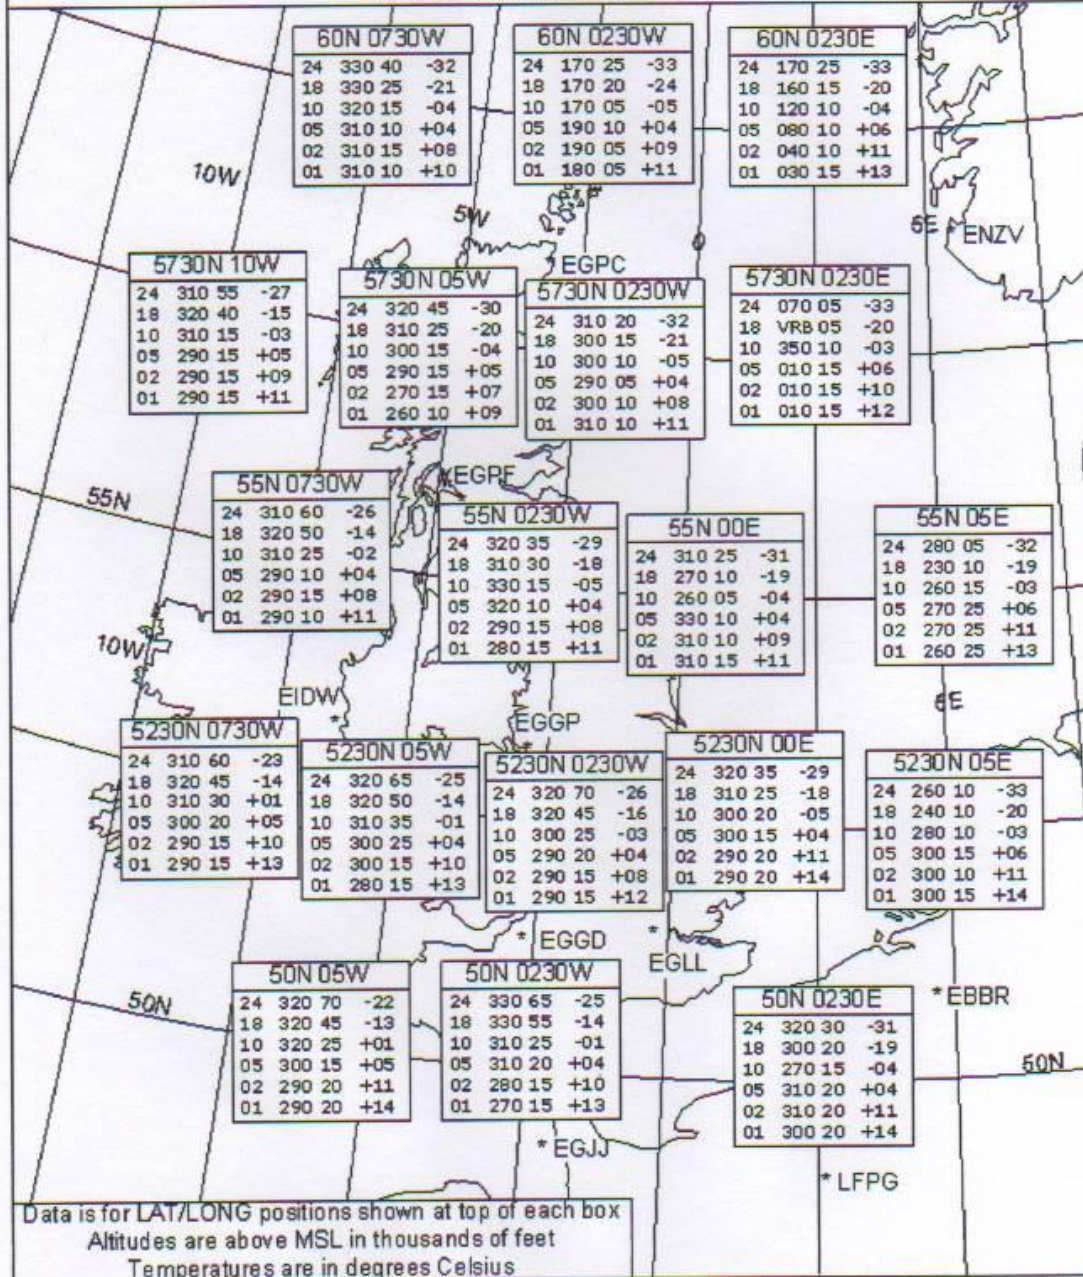 60N 0730W
24 330 40 -32
18 330 25 -21
10 320 15 -04
05 310 10 +04
02 310 15 +08
01 310 10 +10
60N 0230W
24 170 25 -33
18 170 20 -24
10 170 05 -05
05 190 10 +04
02 190 05 +09
01 180 05 +11
60N 0230E
24 170 25 -33
18 160 15 -20
10 120 10 -04
05 080 10 +06
02 040 10 +11
01 030 15 +13
10W
5W
5E
* ENZV
EGPC
5730N 10W
24 310 55 -27
18 320 40 -15
10 310 15 -03
05 290 15 +05
02 290 15 +09
01 290 15 +11
5730N 05W
24 320 45 -30
18 310 25 -20
10 300 15 -04
05 290 15 +05
02 270 15 +07
01 260 10 +09
5730N 0230W
24 310 20 -32
18 300 15 -21
10 300 10 -05
05 290 05 +04
02 300 10 +08
01 310 10 +11
5730N 0230E
24 070 05 -33
18 VRB 05 -20
10 350 10 -03
05 010 15 +06
02 010 15 +10
01 010 15 +12
EGPF
55N
55N 0730W
24 310 60 -26
18 320 50 -14
10 310 25 -02
05 290 10 +04
02 290 15 +08
01 290 10 +11
55N 0230W
24 320 35 -29
18 310 30 -18
10 330 15 -05
05 320 10 +04
02 290 15 +08
01 280 15 +11
55N 00E
24 310 25 -31
18 270 10 -19
10 260 05 -04
05 330 10 +04
02 310 10 +09
01 310 15 +11
55N 05E
24 280 05 -32
18 230 10 -19
10 260 15 -03
05 270 25 +06
02 270 25 +11
01 260 25 +13
10W
EIDW
*
EGGP
5E
5230N 0730W
24 310 60 -23
18 320 45 -14
10 310 30 +01
05 300 20 +05
02 290 15 +10
01 290 15 +13
5230N 05W
24 320 65 -25
18 320 50 -14
10 310 35 -01
05 300 25 +04
02 300 15 +10
01 280 15 +13
5230N 0230W
24 320 70 -26
18 320 45 -16
10 300 25 -03
05 290 20 +04
02 290 15 +08
01 290 15 +12
5230N 00E
24 320 35 -29
18 310 25 -18
10 300 20 -05
05 300 15 +04
02 290 20 +11
01 290 20 +14
5230N 05E
24 260 10 -33
18 240 10 -20
10 280 10 -03
05 300 15 +06
02 300 10 +11
01 300 15 +14
* EGGD
*
EGLL
50N
50N 05W
24 320 70 -22
18 320 45 -13
10 320 25 +01
05 300 15 +05
02 290 20 +11
01 290 20 +14
50N 0230W
24 330 65 -25
18 330 55 -14
10 310 25 -01
05 310 20 +04
02 280 15 +10
01 270 15 +13
50N 0230E
24 320 30 -31
18 300 20 -19
10 270 15 -04
05 310 20 +04
02 310 20 +11
01 300 20 +14
* EBBR
50N
* EGJJ
* LFPG
Data is for LAT/LONG positions shown at top of each box
Altitudes are above MSL in thousands of feet
Temperatures are in degrees Celsius